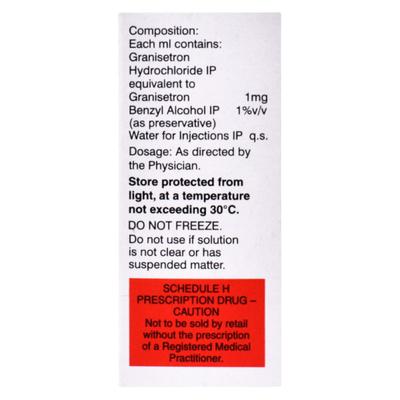 Composition:
Each ml contains:
Granisetron
Hydrochloride IP
equivalent to
Granisetron 1mg
Benzyl Alcohol IP 1%v/v
(as preservative)
Water for Injections IP q.s.
Dosage: As directed by
the Physician.
Store protected from
light, at a temperature
not exceeding 30°C.
DO NOT FREEZE.
Do not use if solution
is not clear or has
suspended matter.
SCHEDULE H
PRESCRIPTION DRUG –
CAUTION
Not to be sold by retail
without the prescription
of a Registered Medical
Practitioner.